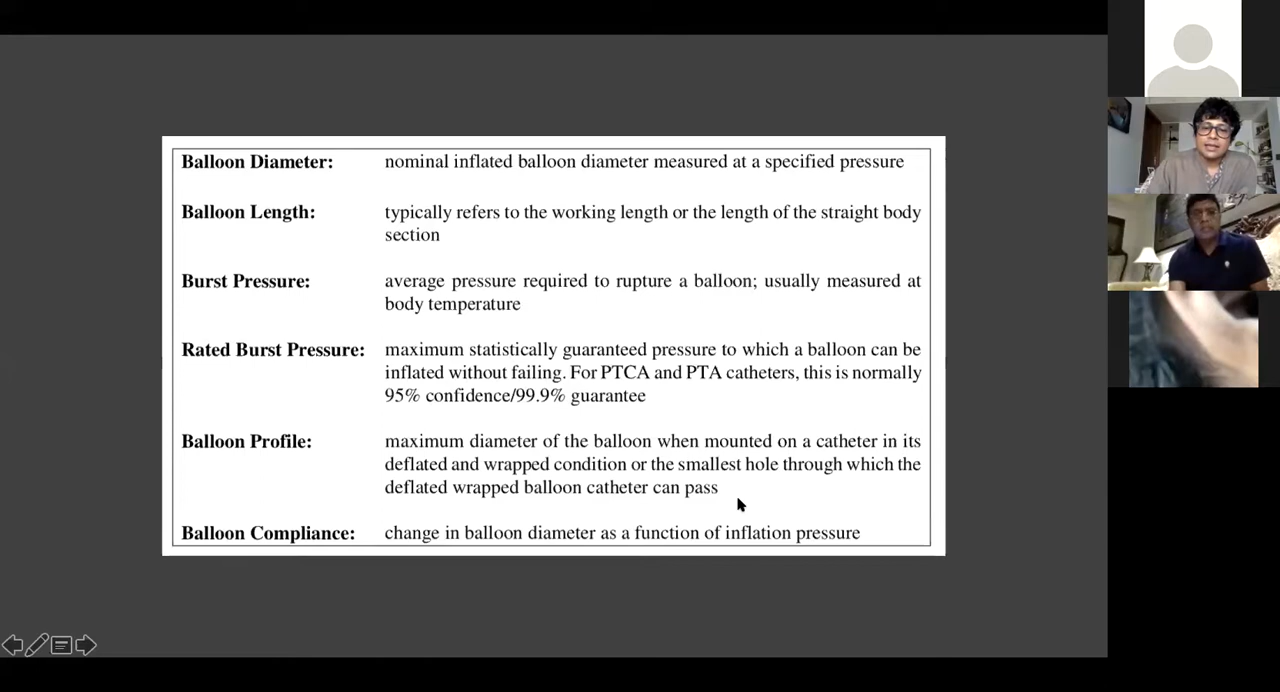 Balloon Diameter: nominal inflated balloon diameter measured at a specified pressure
Balloon Length: typically refers to the working length or the length of the straight body
section
Burst Pressure: average pressure required to rupture a balloon; usually measured at
body temperature
Rated Burst Pressure: maximum statistically guaranteed pressure to which a balloon can be
inflated without failing. For PTCA and PTA catheters, this is normally
95% confidence/99.9% guarantee
Balloon Profile: maximum diameter of the balloon when mounted on a catheter in its
deflated and wrapped condition or the smallest hole through which the
deflated wrapped balloon catheter can pass
Balloon Compliance: change in balloon diameter as a function of inflation pressure